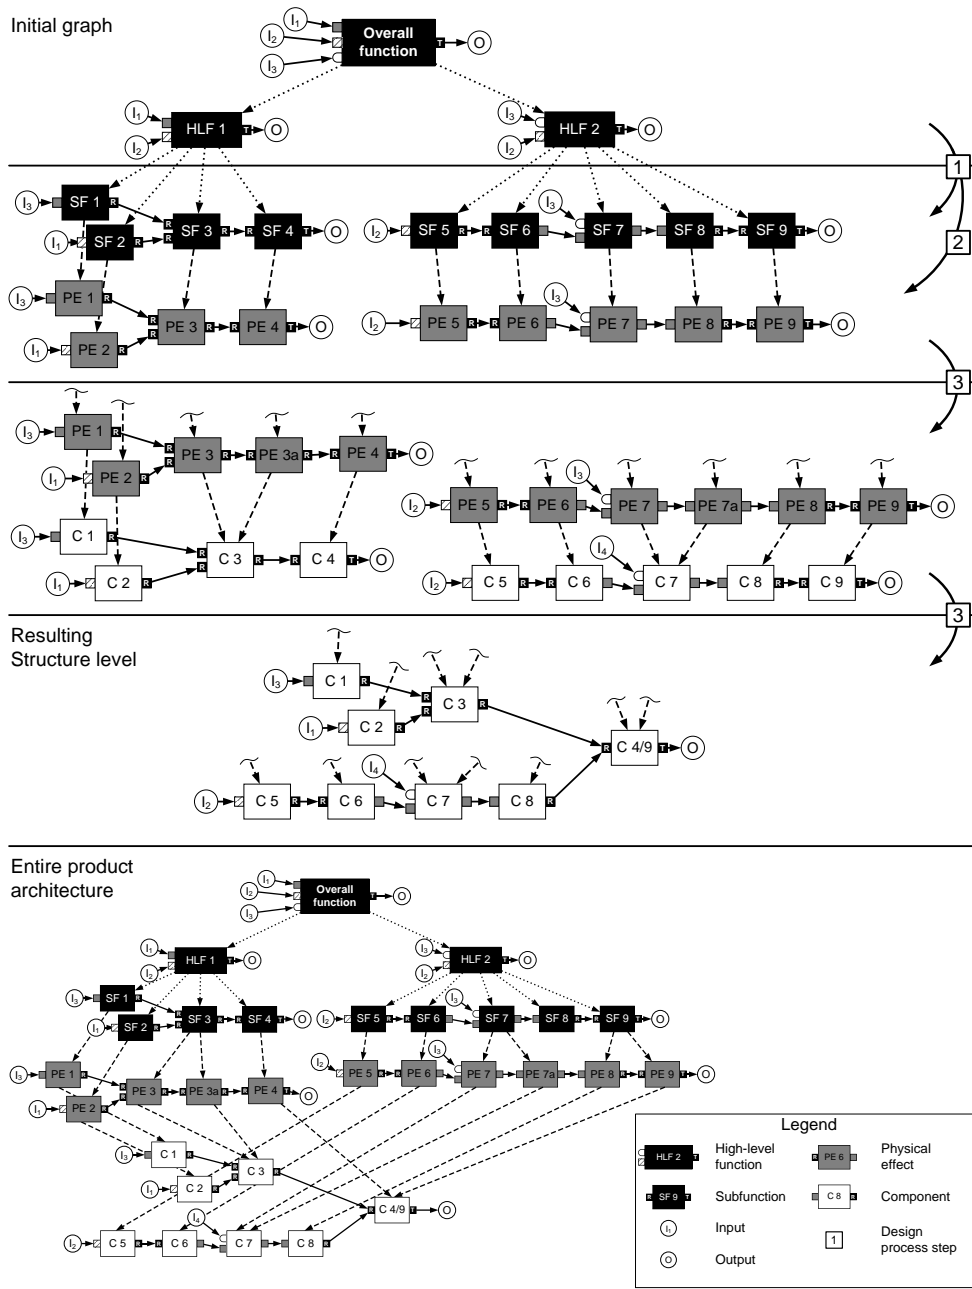 Initial graph
I1
I2
I3
Overall
function
T
O
I1
I2
HLF 1
T
O
I3
I2
HLF 2
T
O
1
I3
SF 1
R
I1
SF 2
R
R
R
SF 3
R
R
SF 4
T
O
I2
SF 5
R
R
SF 6
I3
SF 7
SF 8
R
R
SF 9
T
O
2
I3
PE 1
R
I1
PE 2
R
R
R
PE 3
R
R
PE 4
T
O
I2
PE 5
R
R
PE 6
I3
PE 7
PE 8
R
R
PE 9
T
O
3
I3
PE 1
R
I1
PE 2
R
R
R
PE 3
R
R
PE 3a
R
R
PE 4
T
O
I2
PE 5
R
R
PE 6
I3
PE 7
PE 7a
PE 8
R
R
PE 9
T
O
I3
C 1
R
I1
C 2
R
R
R
C 3
R
R
C 4
T
O
I2
C 5
R
R
C 6
I4
C 7
C 8
R
R
C 9
T
O
3
Resulting
Structure level
I3
C 1
R
I1
C 2
R
R
R
C 3
R
R
C 4/9
T
O
I2
C 5
R
R
C 6
I4
C 7
C 8
R
Entire product
architecture
I1
I2
I3
Overall
function
T
O
I1
I2
HLF 1
T
O
I3
I2
HLF 2
T
O
I3
SF 1
R
I1
SF 2
R
R
R
SF 3
R
R
SF 4
T
O
I2
SF 5
R
R
SF 6
I3
SF 7
SF 8
R
R
SF 9
T
O
I3
PE 1
R
I1
PE 2
R
R
R
PE 3
R
R
PE 3a
R
R
PE 4
T
O
I2
PE 5
R
R
PE 6
I3
PE 7
PE 7a
PE 8
R
R
PE 9
T
O
I3
C 1
R
I1
C 2
R
R
R
C 3
R
R
C 4/9
T
O
I2
C 5
R
R
C 6
I4
C 7
C 8
R
Legend
HLF 2
T
High-level
function
R
PE 6
Physical
effect
R
SF 9
T
Subfunction
C 8
R
Component
I1
Input
1
Design
process step
O
Output